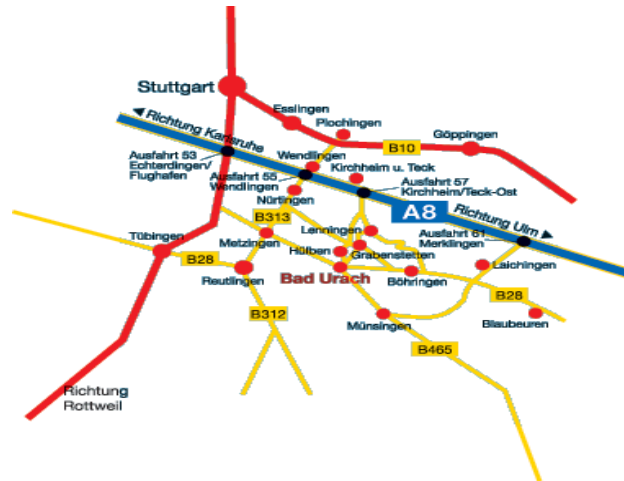 Stuttgart
Esslingen
Plochingen
Richtung Karlsruhe
B10
Göppingen
Ausfahrt 53
Echterdingen/
Flughafen
Wendlingen
Kirchheim u. Teck
Ausfahrt 55
Wendlingen
Ausfahrt 57
Kirchheim/Teck-Ost
Nürtingen
A8
Richtung Ulm
B313
Lenningen
Ausfahrt 61
Merklingen
Tübingen
Metzingen
Hülben
Grabenstetten
B28
Laichingen
Reutlingen
Bad Urach
Böhringen
B28
B312
Münsingen
Blaubeuren
B465
Richtung
Rottweil